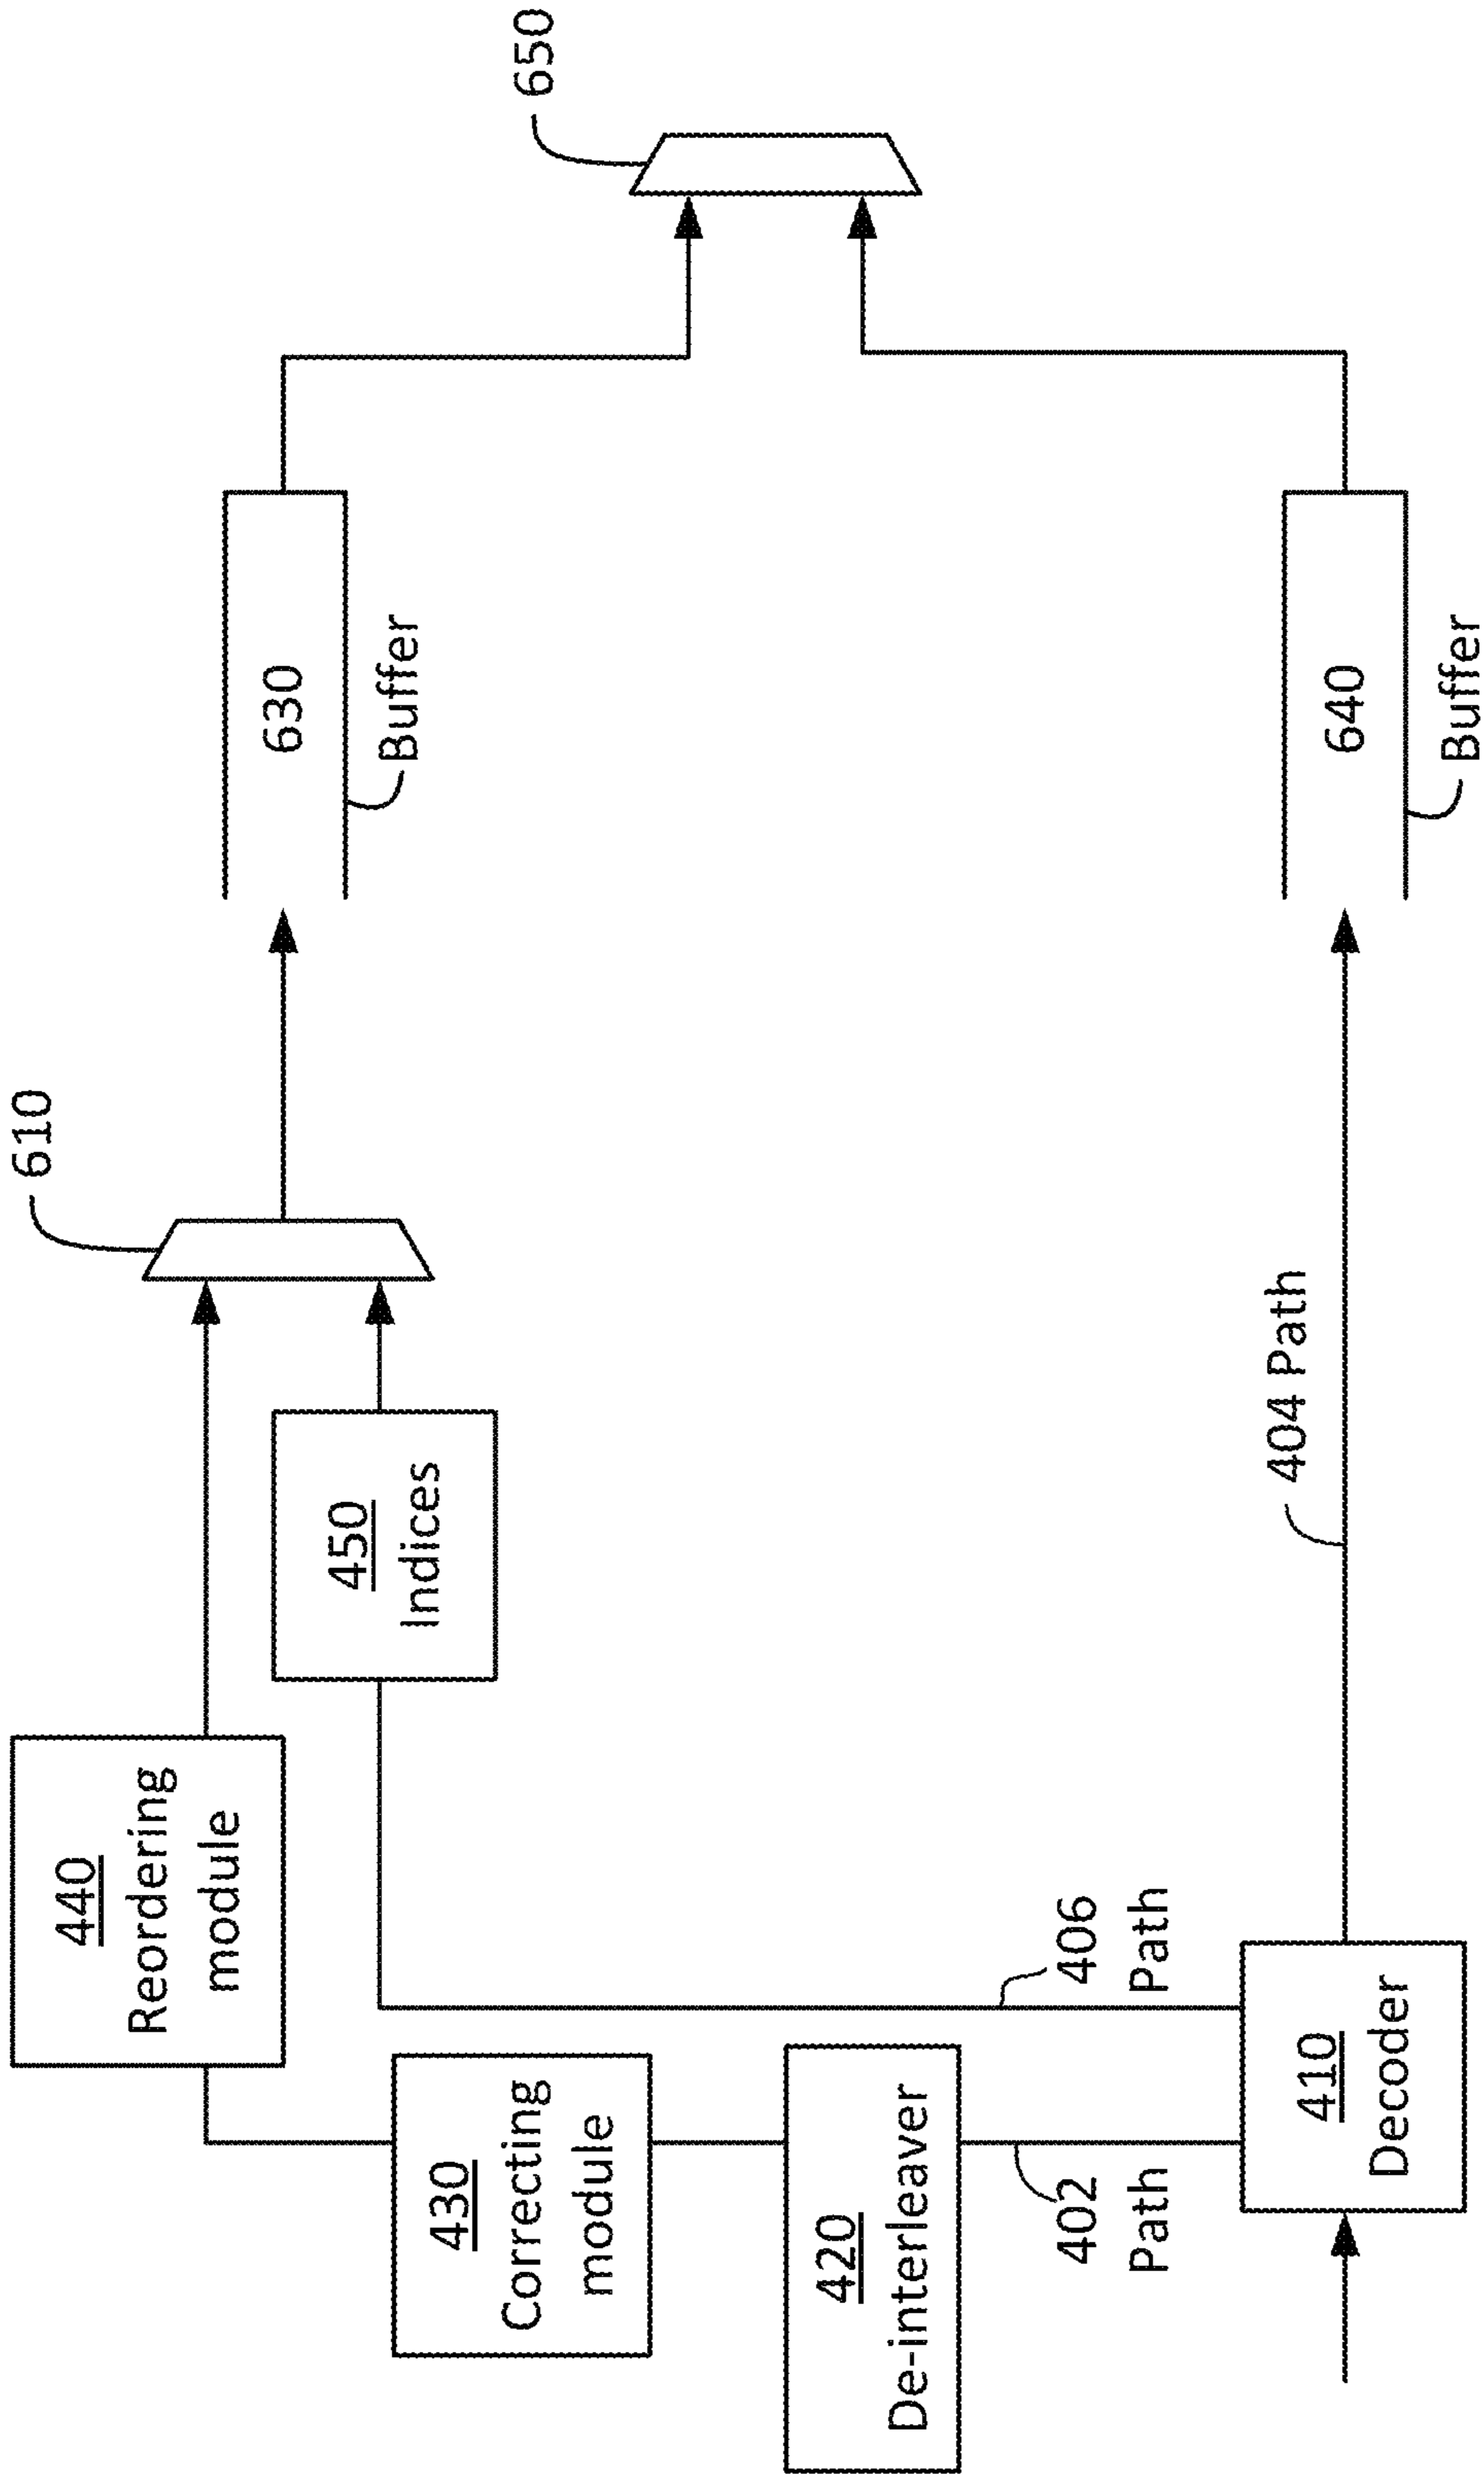 440
Reordering
module
610
450
Indices
430
Correcting
module
630
Buffer
650
420
De-interleaver
402
Path
406
Path
404 Path
410
Decoder
640
Buffer